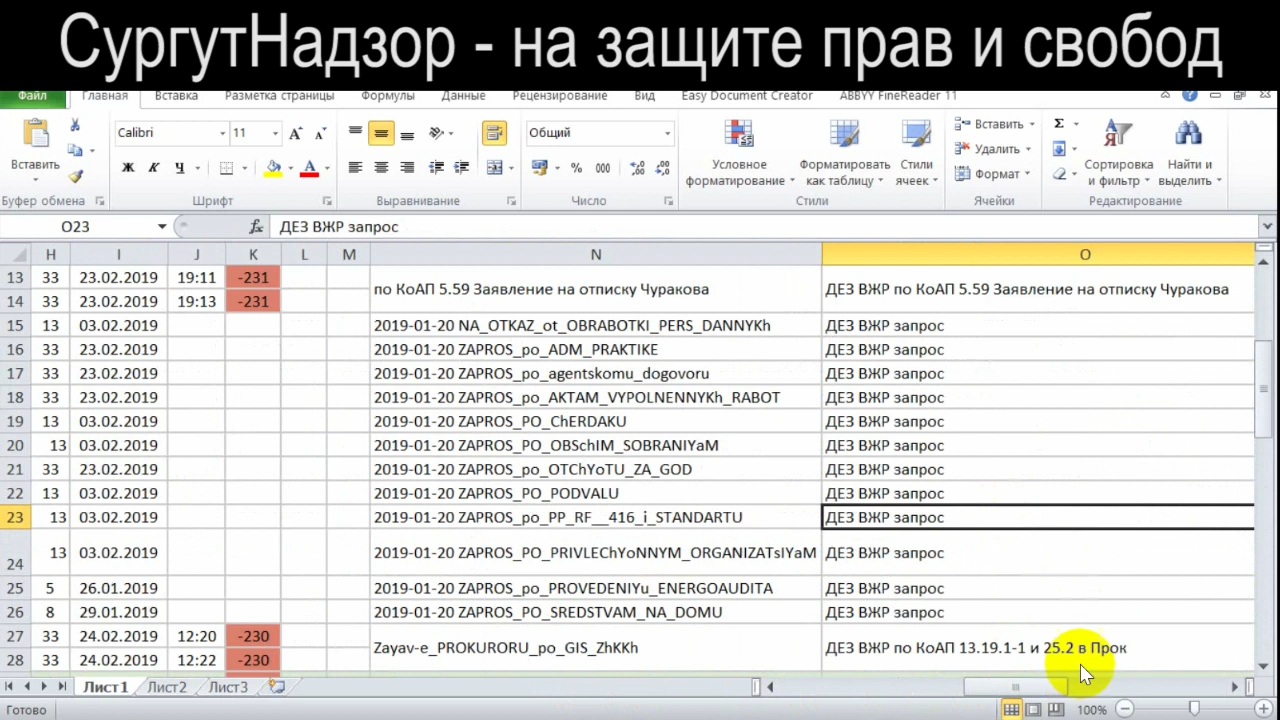 СургутНадзор - на защите прав и свобод
Файл Главная Вставка Разметка страницы Формулы Данные Рецензирование Вид Easy Document Creator ABBYY FineReader 11
Calibri 11 Общий
Вставить Ж К Ч % 000 Условное форматирование Форматировать как таблицу Стили ячеек Вставить Удалить Формат Σ Сортировка и фильтр Найти и выделить
Буфер обмена Шрифт Выравнивание Число Стили Ячейки Редактирование
O23 fx ДЕЗ ВЖР запрос
H I J K L M N O
13 33 23.02.2019 19:11 -231
по КоАП 5.59 Заявление на отписку Чуракова ДЕЗ ВЖР по КоАП 5.59 Заявление на отписку Чуракова
14 33 23.02.2019 19:13 -231
15 13 03.02.2019 2019-01-20 NA_OTKAZ_ot_OBRABOTKI_PERS_DANNYKh ДЕЗ ВЖР запрос
16 33 23.02.2019 2019-01-20 ZAPROS_po_ADM_PRAKTIKE ДЕЗ ВЖР запрос
17 33 23.02.2019 2019-01-20 ZAPROS_po_agentskomu_dogovoru ДЕЗ ВЖР запрос
18 33 23.02.2019 2019-01-20 ZAPROS_po_AKTAM_VYPOLNENNYKh_RABOT ДЕЗ ВЖР запрос
19 13 03.02.2019 2019-01-20 ZAPROS_PO_ChERDAKU ДЕЗ ВЖР запрос
20 13 03.02.2019 2019-01-20 ZAPROS_PO_OBSchIM_SOBRANIYaM ДЕЗ ВЖР запрос
21 33 23.02.2019 2019-01-20 ZAPROS_po_OTChYoTU_ZA_GOD ДЕЗ ВЖР запрос
22 13 03.02.2019 2019-01-20 ZAPROS_PO_PODVALU ДЕЗ ВЖР запрос
23 13 03.02.2019 2019-01-20 ZAPROS_po_PP_RF__416_i_STANDARTU ДЕЗ ВЖР запрос
24 13 03.02.2019 2019-01-20 ZAPROS_PO_PRIVLEChYoNNYM_ORGANIZATsIYaM ДЕЗ ВЖР запрос
25 5 26.01.2019 2019-01-20 ZAPROS_po_PROVEDENIYu_ENERGOAUDITA ДЕЗ ВЖР запрос
26 8 29.01.2019 2019-01-20 ZAPROS_PO_SREDSTVAM_NA_DOMU ДЕЗ ВЖР запрос
27 33 24.02.2019 12:20 -230
Zayav-e_PROKURORU_po_GIS_ZhKKh ДЕЗ ВЖР по КоАП 13.19.1-1 и 25.2 в Прок
28 33 24.02.2019 12:22 -230
Лист1 Лист2 Лист3
Готово 100%